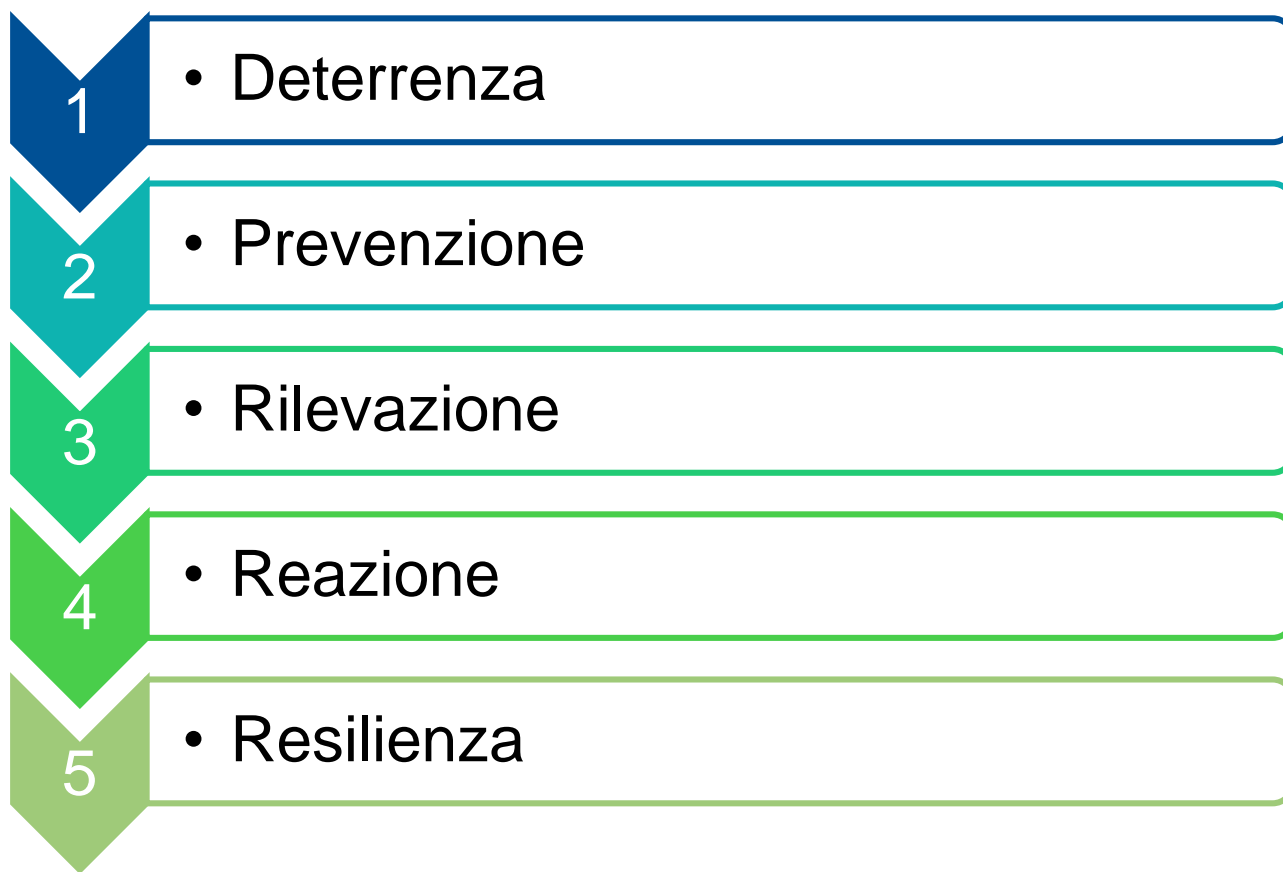 1
• Deterrenza
2
• Prevenzione
3
• Rilevazione
4
• Reazione
5
• Resilienza